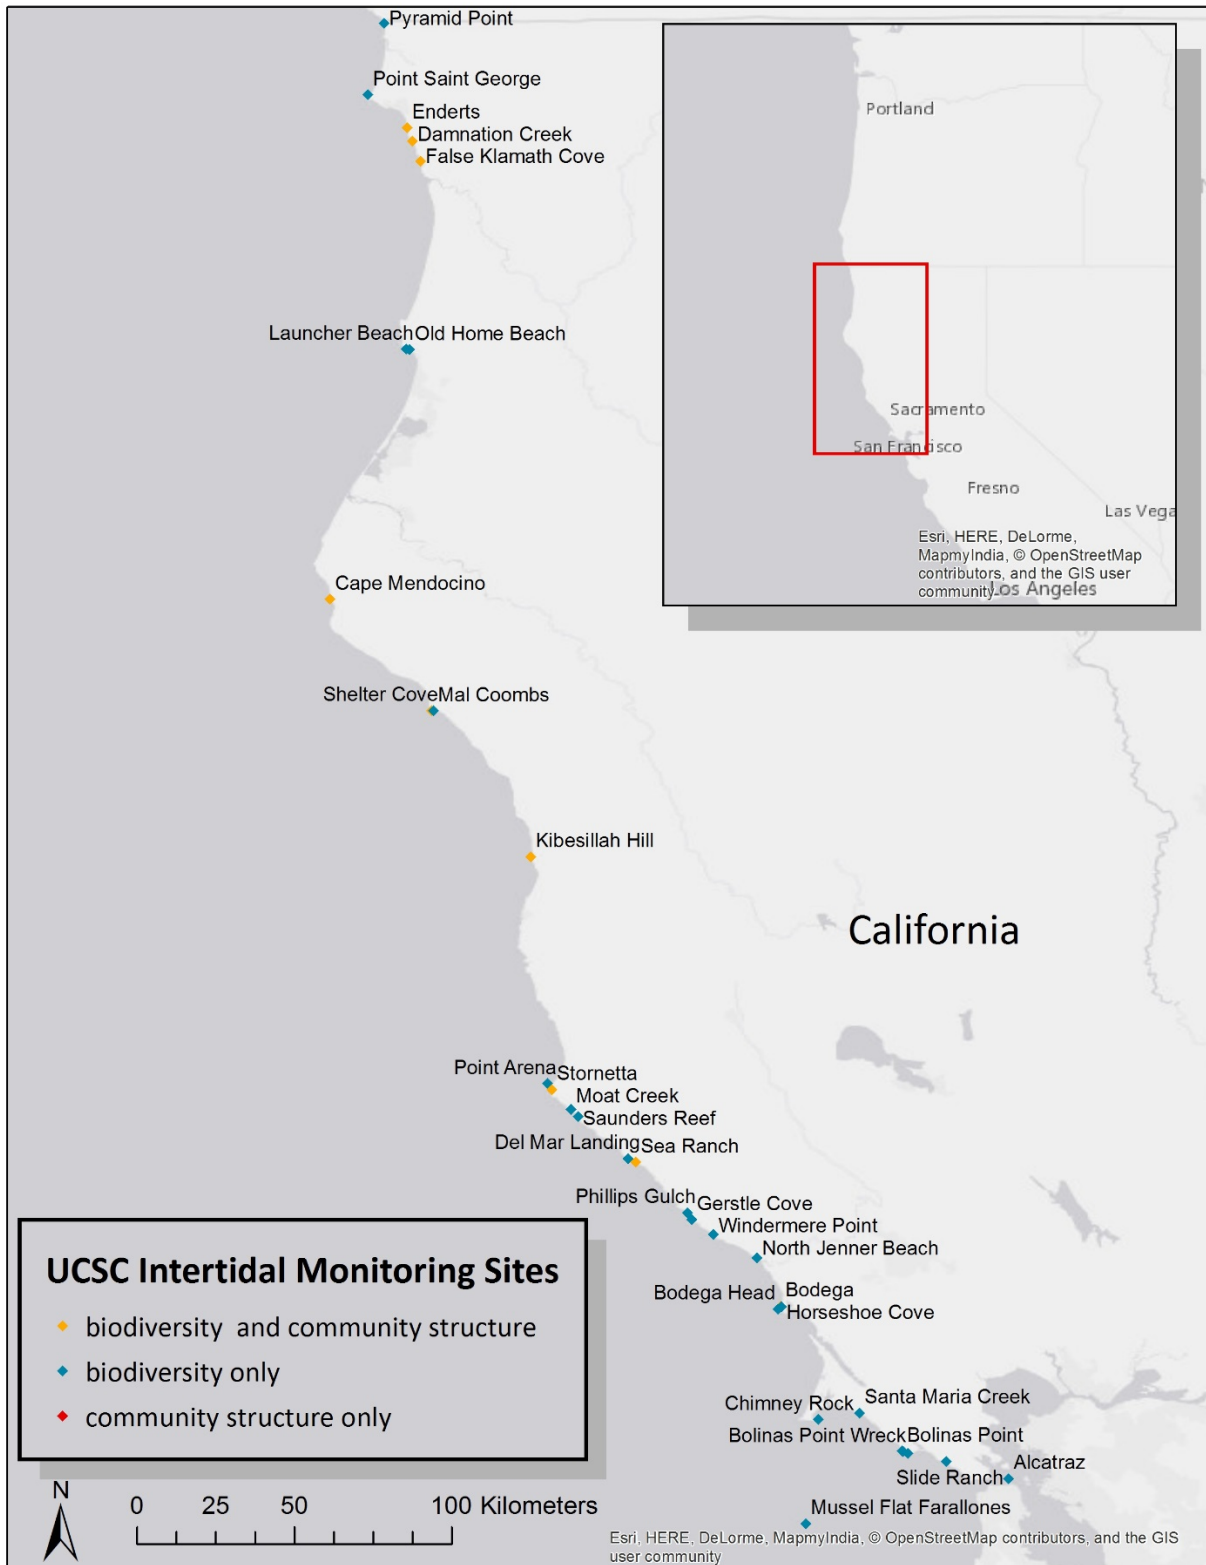 Pyramid Point
Point Saint George
Enderts
Damnation Creek
False Klamath Cove
Launcher Beach Old Home Beach
Cape Mendocino
Shelter Cove Mal Coombs
Kibesillah Hill
California
Point Arena
Stornetta
Moat Creek
Saunders Reef
Del Mar Landing Sea Ranch
Phillips Gulch
Gerstle Cove
Windermere Point
North Jenner Beach
Bodega Head
Bodega
Horseshoe Cove
Chimney Rock
Santa Maria Creek
Bolinas Point Wreck Bolinas Point
Slide Ranch
Alcatraz
Mussel Flat Farallones
Portland
Sacramento
San Francisco
Fresno
Las Vega
Los Angeles
Esri, HERE, DeLorme,
MapmyIndia, © OpenStreetMap
contributors, and the GIS user
community
UCSC Intertidal Monitoring Sites
biodiversity and community structure
biodiversity only
community structure only
N
0 25 50 100 Kilometers
Esri, HERE, DeLorme, MapmyIndia, © OpenStreetMap contributors, and the GIS
user community